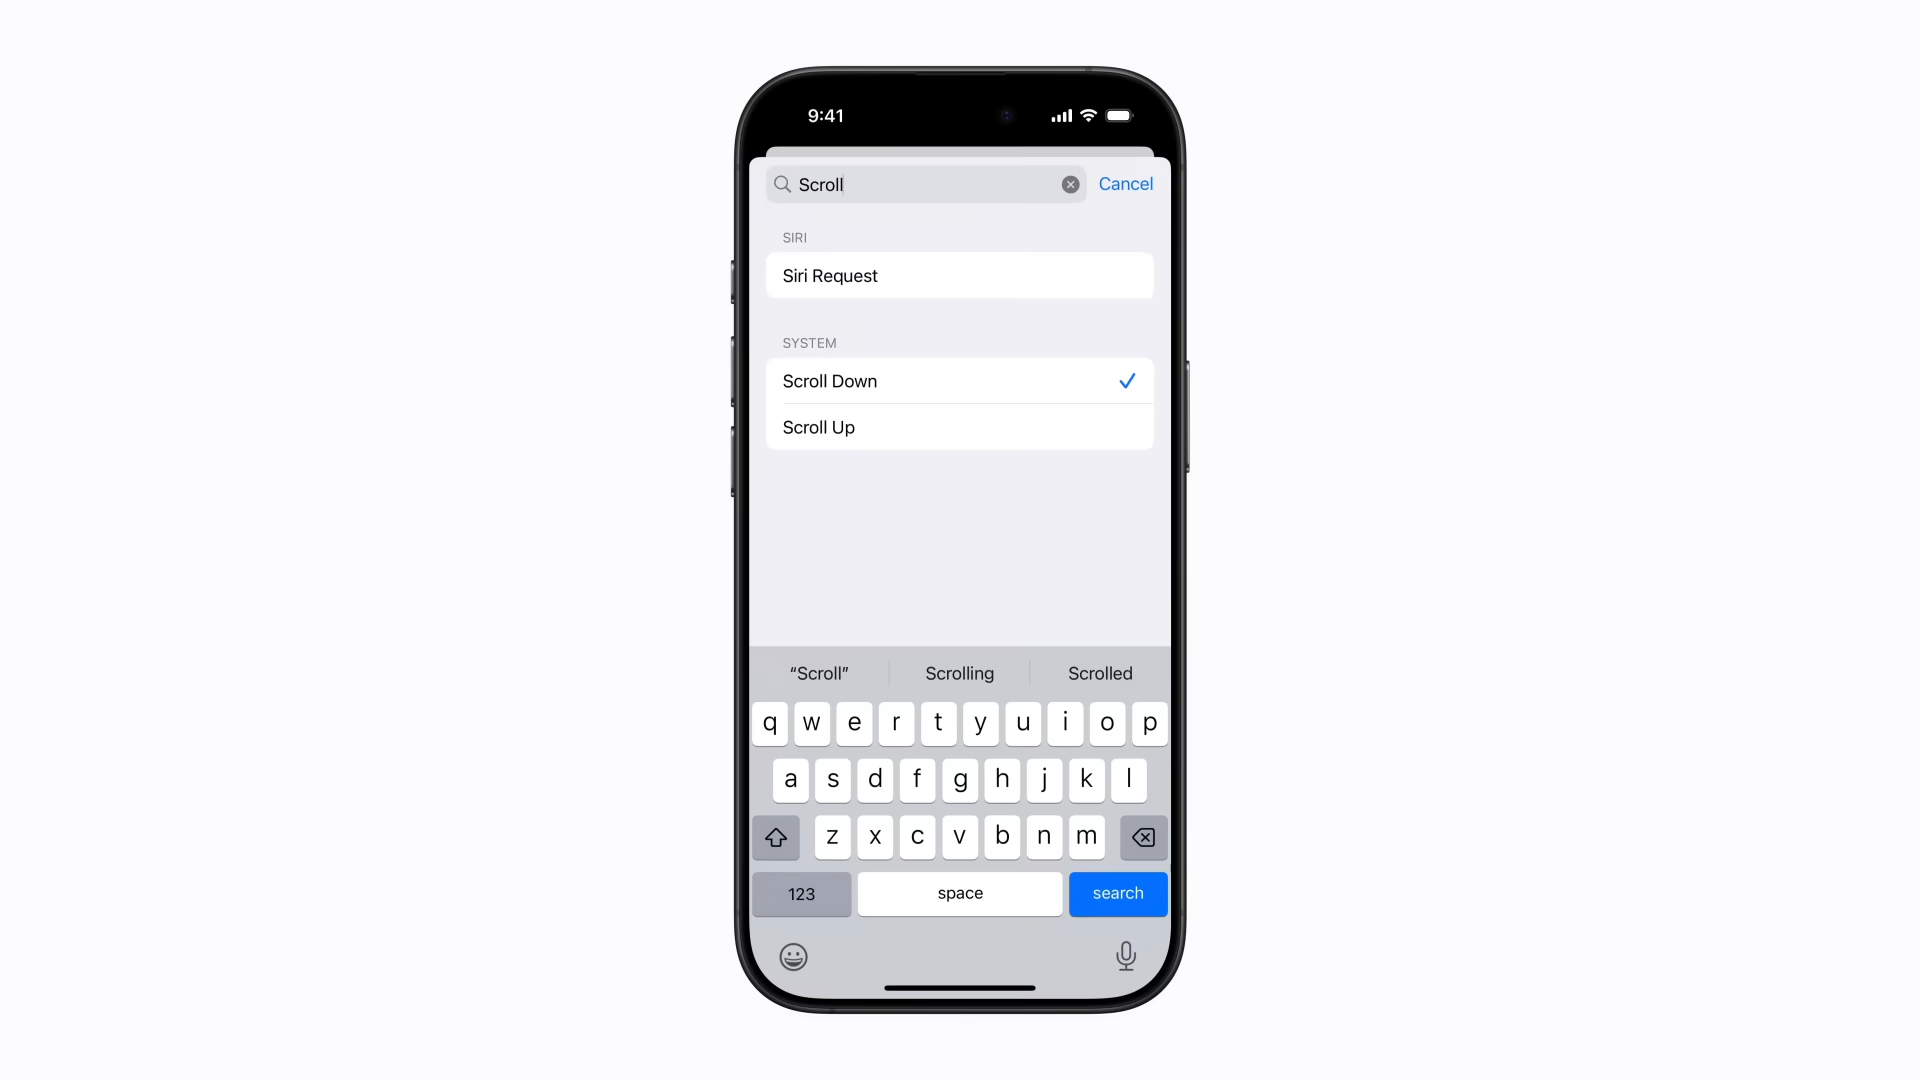 9:41
Scroll
Cancel
SIRI
Siri Request
SYSTEM
Scroll Down
Scroll Up
“Scroll” Scrolling Scrolled
q w e r t y u i o p
a s d f g h j k l
z x c v b n m
123 space search